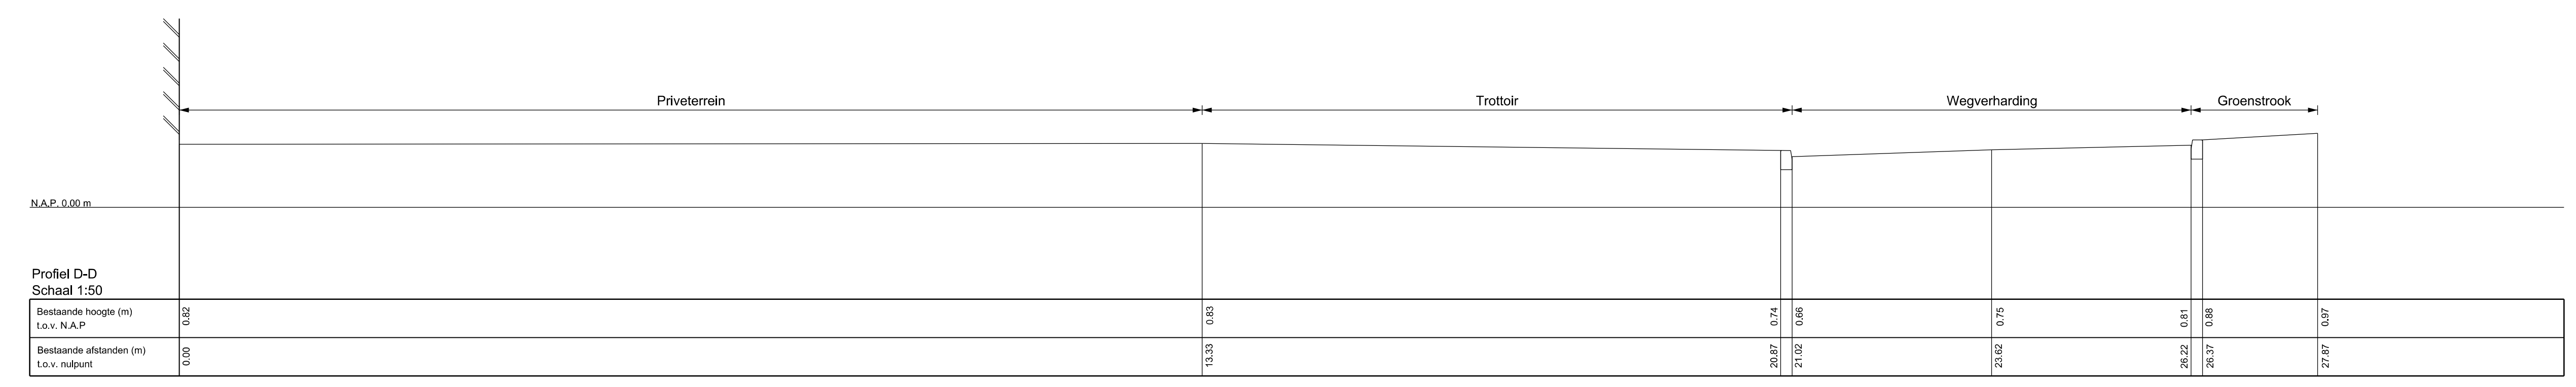 Priveterrein
Trottoir
Wegverharding
Groenstrook
N.A.P. 0.00 m
Profiel D-D
Schaal 1:50
Bestaande hoogte (m)
t.o.v. N.A.P
0.82
0.83
0.74
0.66
0.75
0.81
0.88
0.97
Bestaande afstanden (m)
t.o.v. nulpunt
0.00
13.33
20.87
21.02
23.62
26.22
26.37
27.87